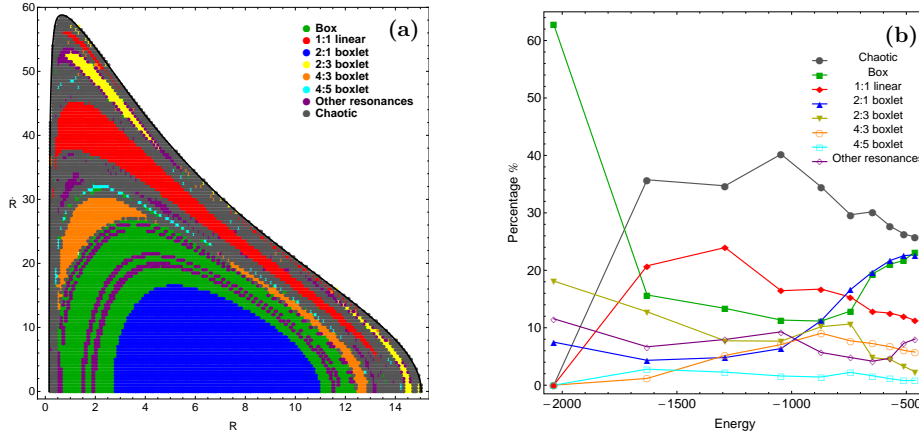 (a)
Box
1:1 linear
2:1 boxlet
2:3 boxlet
4:3 boxlet
4:5 boxlet
Other resonances
Chaotic
60
50
40
30
20
10
0
Ṙ
0 2 4 6 8 10 12 14
R
(b)
Chaotic
Box
1:1 linear
2:1 boxlet
2:3 boxlet
4:3 boxlet
4:5 boxlet
Other resonances
60
50
40
30
20
10
0
Percentage %
−2000 −1500 −1000 −500
Energy